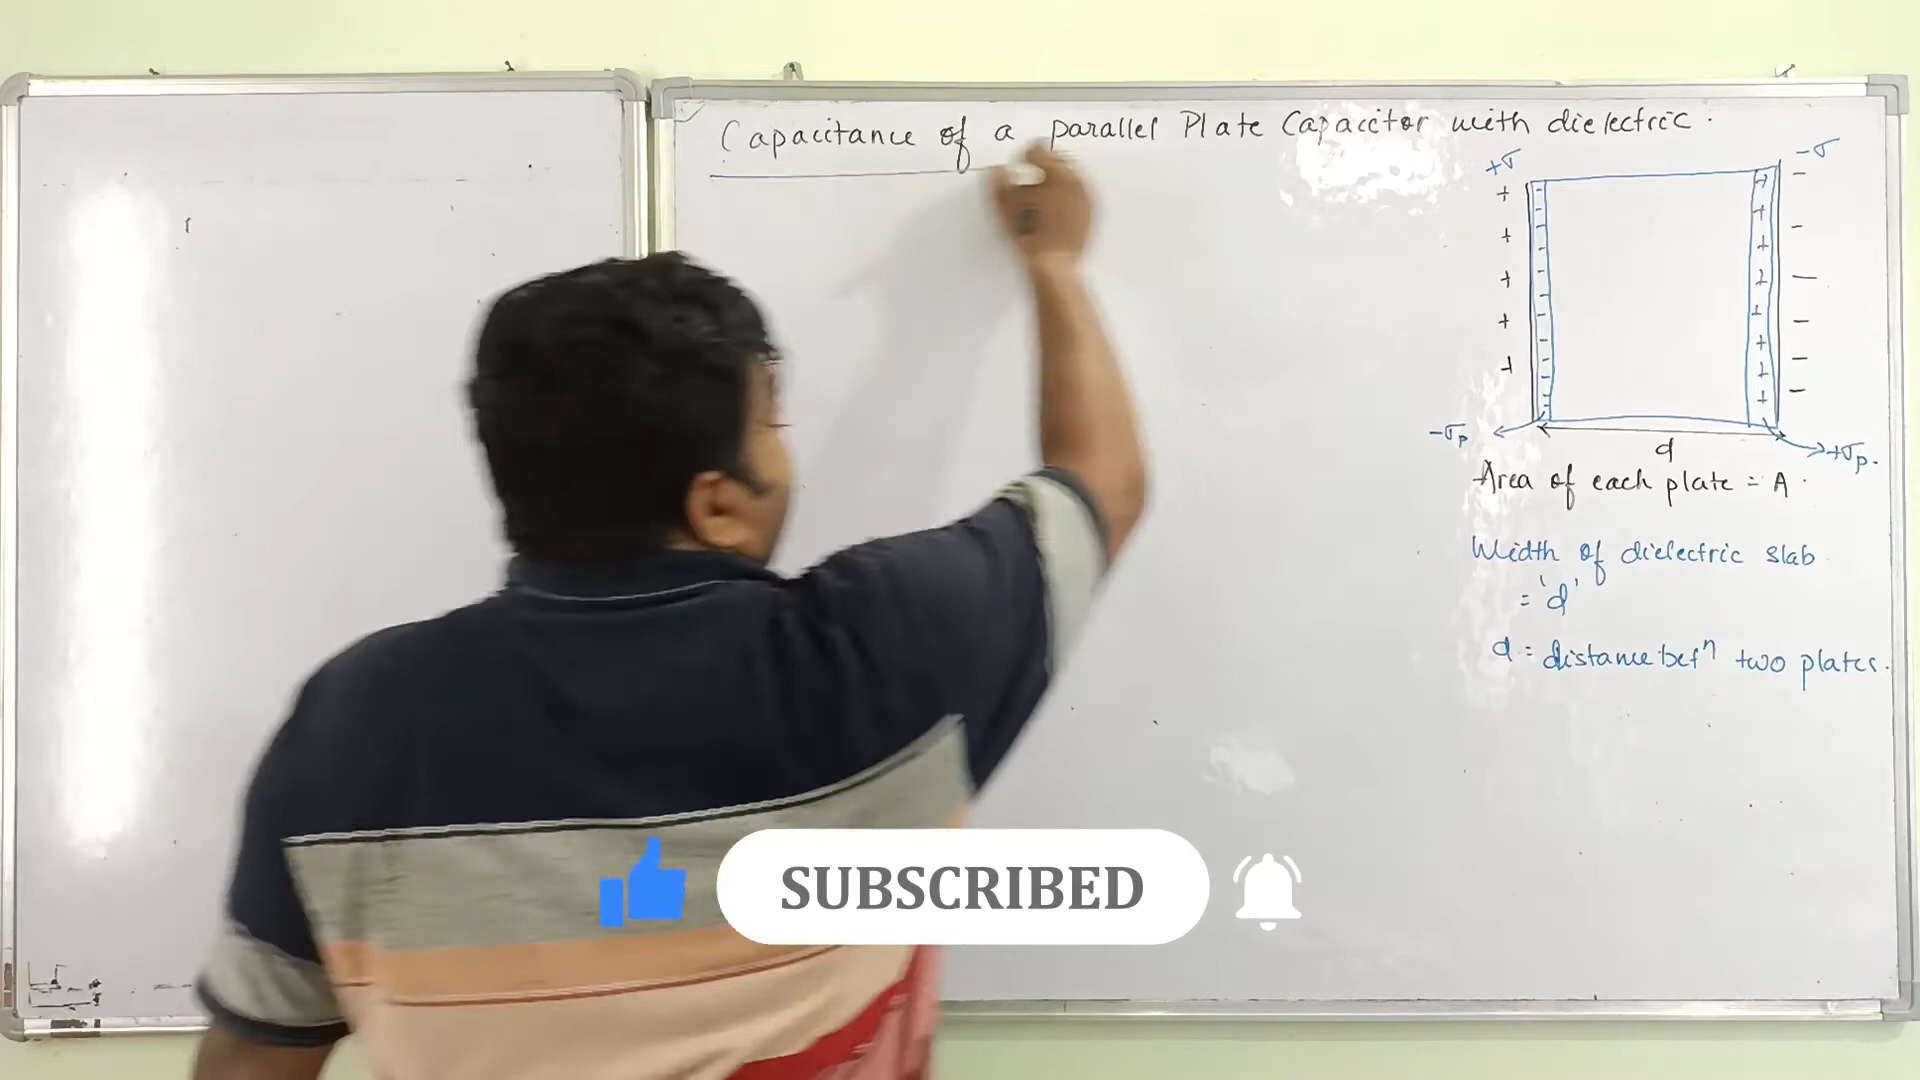 Capacitance of a parallel Plate Capacitor with dielectric.
+σ
-σ
-σp
+σp.
d
Area of each plate = A.
Width of dielectric slab
= 'd'
d = distance betⁿ two plates.
SUBSCRIBED